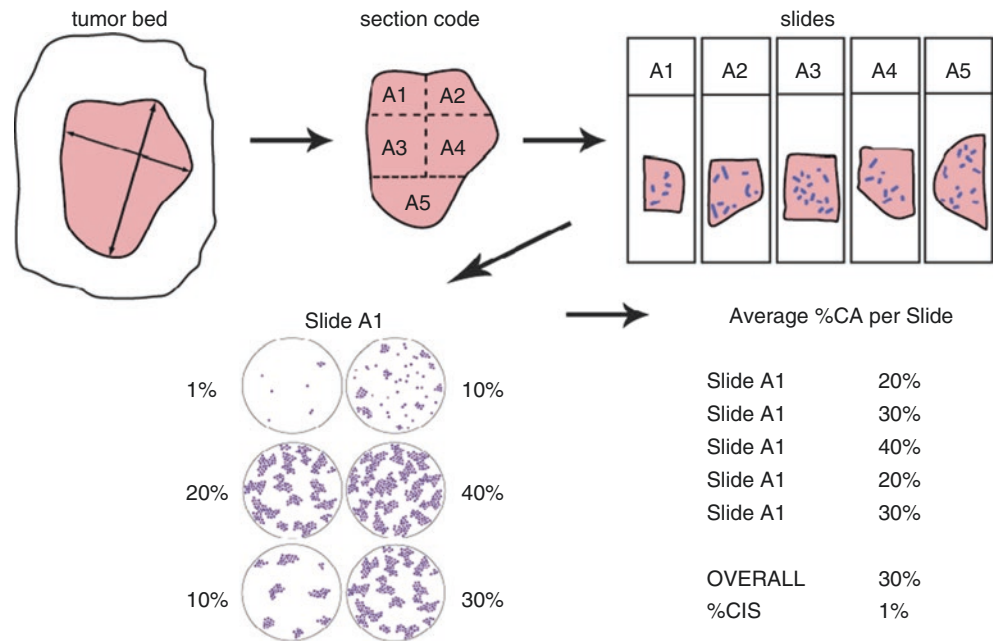 tumor bed
section code
slides
A1 A2
A3 A4
A5
A1 A2 A3 A4 A5
Slide A1
1% 10%
20% 40%
10% 30%
Average %CA per Slide
Slide A1 20%
Slide A1 30%
Slide A1 40%
Slide A1 20%
Slide A1 30%
OVERALL 30%
%CIS 1%